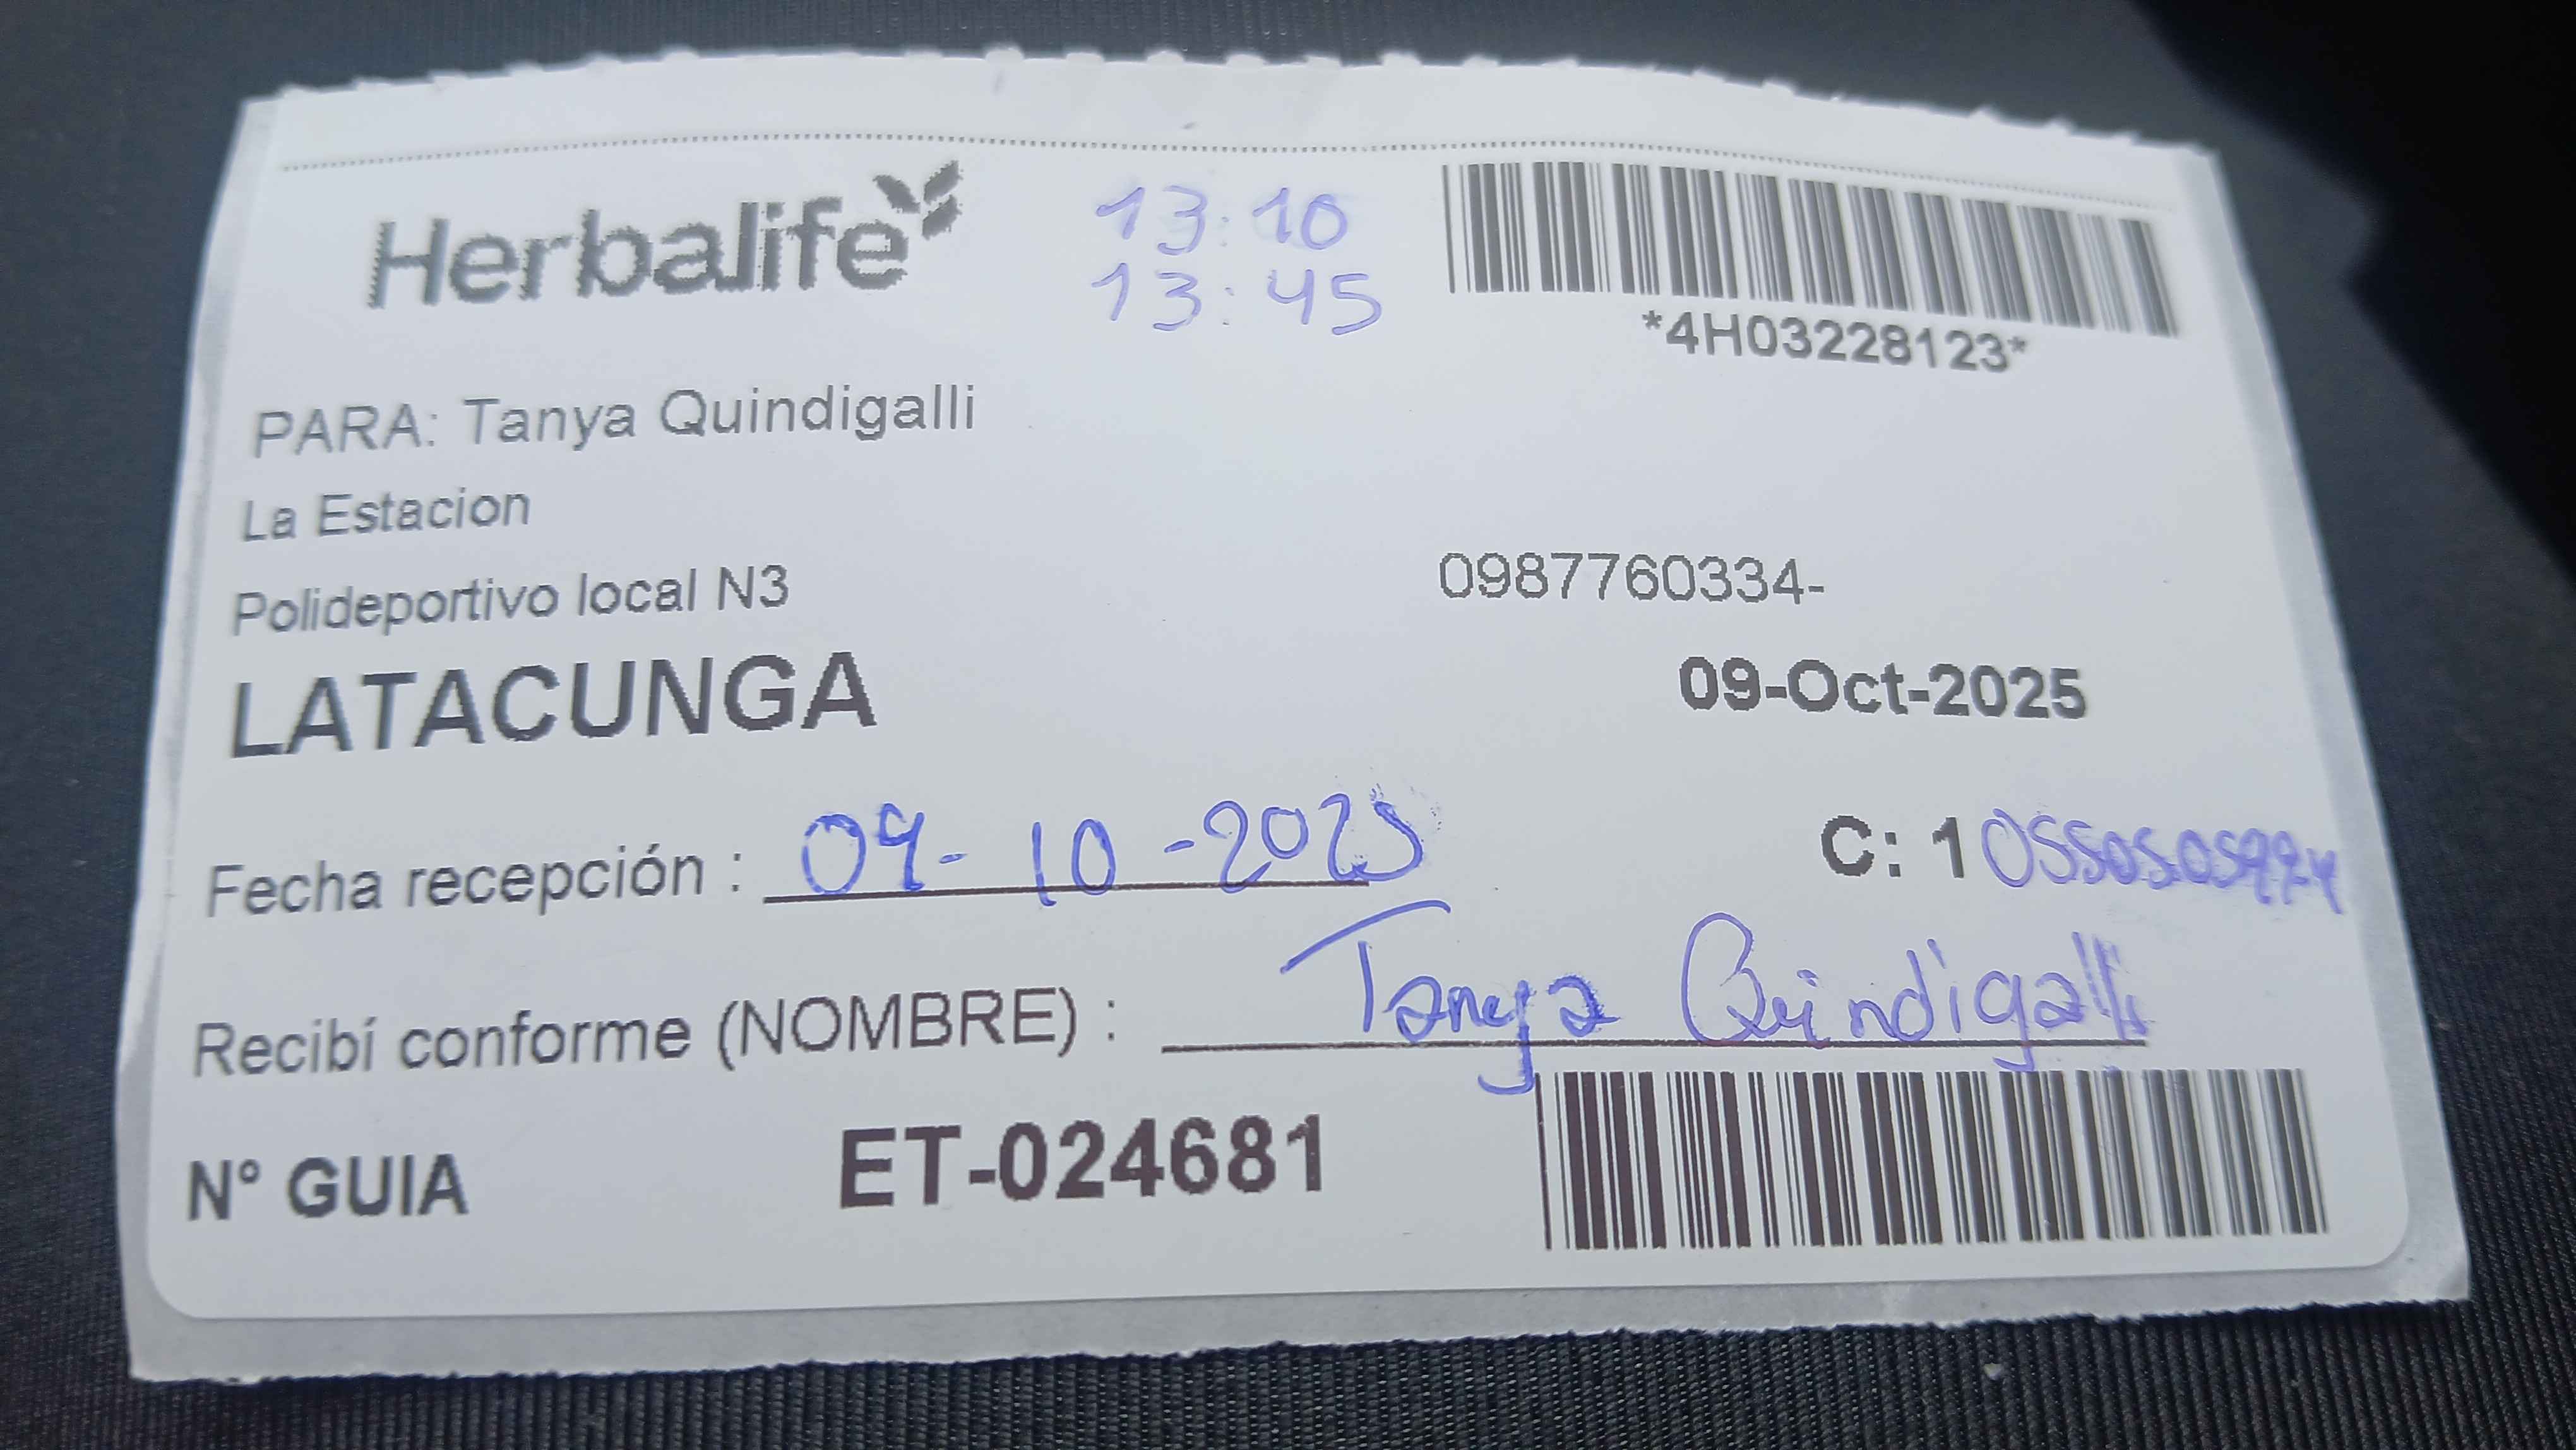 Herbalife
13:10
13:45
*4H03228123*
PARA: Tanya Quindigalli
La Estacion
Polideportivo local N3
0987760334-
LATACUNGA
09-Oct-2025
Fecha recepción : 09-10-2025
C: 1
Recibí conforme (NOMBRE) : Tanya Quindigalli
N° GUIA ET-024681